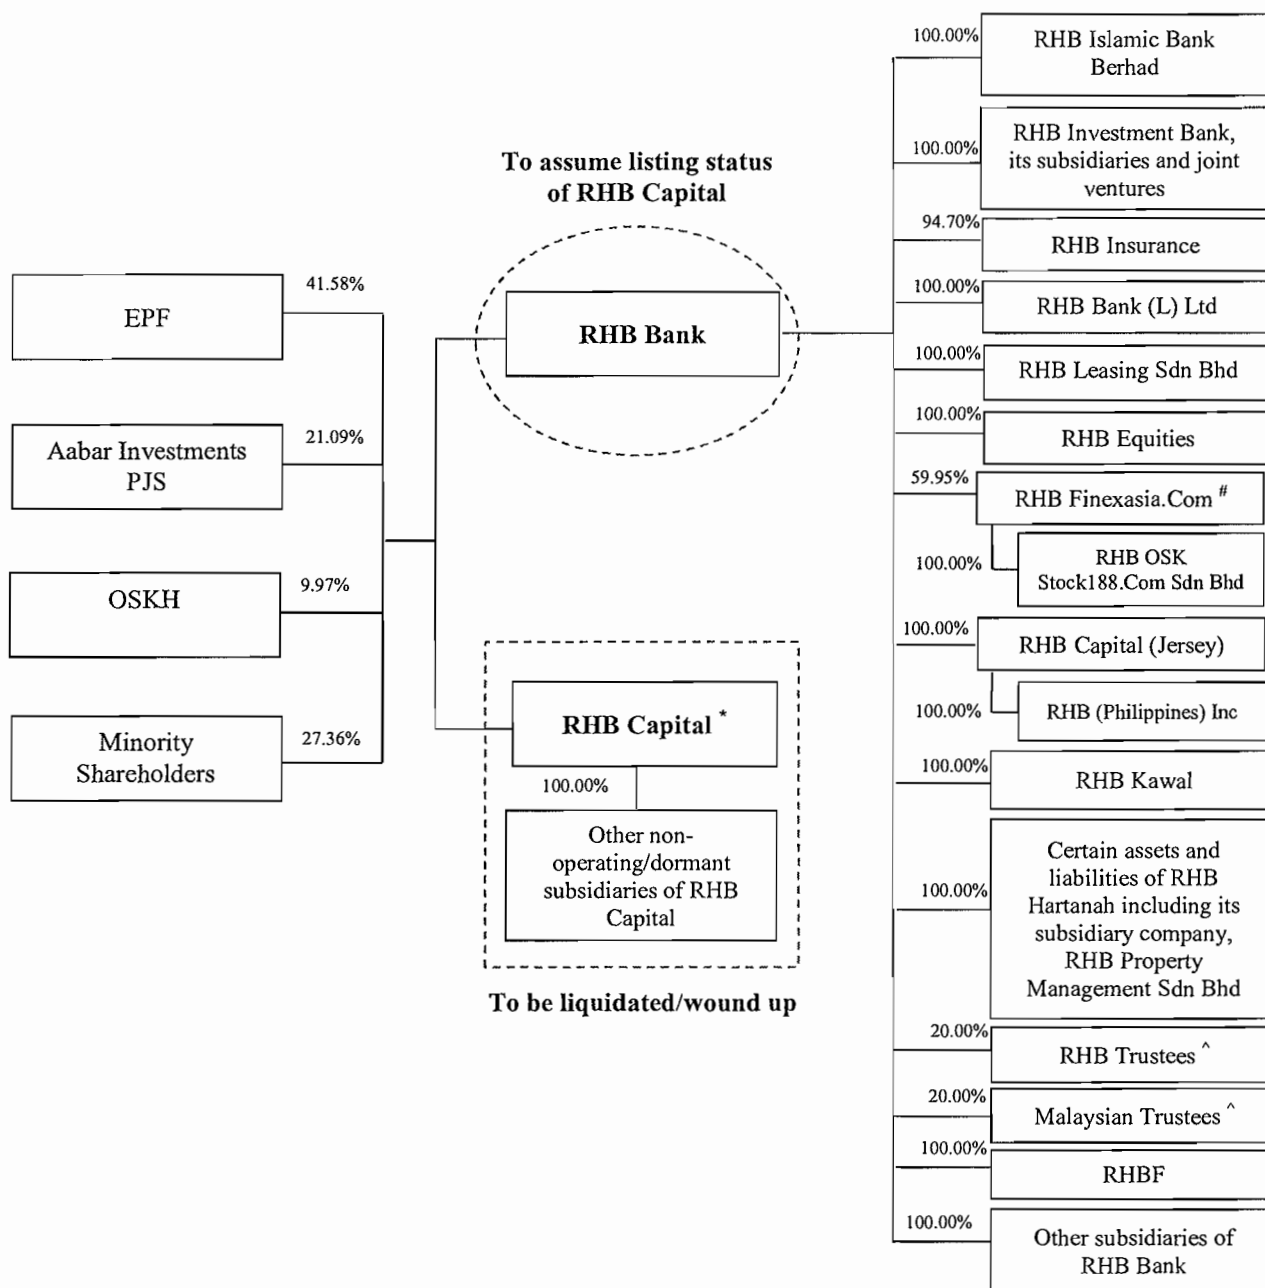 To assume listing status
of RHB Capital
41.58%
EPF
21.09%
Aabar Investments
PJS
9.97%
OSKH
27.36%
Minority
Shareholders
RHB Bank
RHB Capital *
100.00%
Other non-
operating/dormant
subsidiaries of RHB
Capital
To be liquidated/wound up
100.00%
RHB Islamic Bank
Berhad
100.00%
RHB Investment Bank,
its subsidiaries and joint
ventures
94.70%
RHB Insurance
100.00%
RHB Bank (L) Ltd
100.00%
RHB Leasing Sdn Bhd
100.00%
RHB Equities
59.95%
RHB Finexasia.Com #
100.00%
RHB OSK
Stock188.Com Sdn Bhd
100.00%
RHB Capital (Jersey)
100.00%
RHB (Philippines) Inc
100.00%
RHB Kawal
100.00%
Certain assets and
liabilities of RHB
Hartanah including its
subsidiary company,
RHB Property
Management Sdn Bhd
20.00%
RHB Trustees ^
20.00%
Malaysian Trustees ^
100.00%
RHBF
100.00%
Other subsidiaries of
RHB Bank